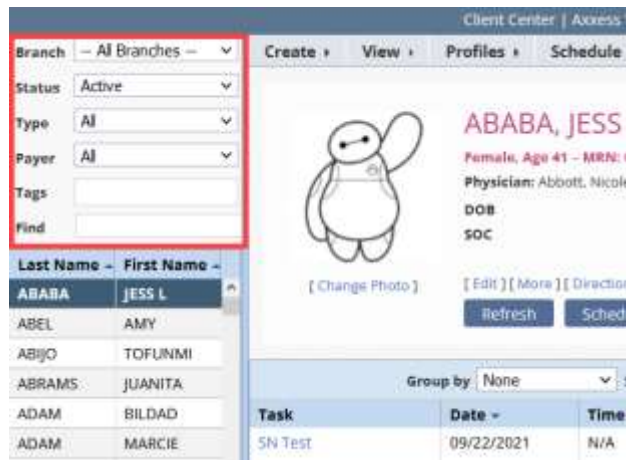 Client Center | Axxess
Branch -- All Branches --
Status Active
Type All
Payer All
Tags
Find
Last Name First Name
ABABA JESS L
ABEL AMY
ABIJO TOFUNMI
ABRAMS JUANITA
ADAM BILDAD
ADAM MARCIE
Create View Profiles Schedule
ABABA, JESS
Female, Age 41 – MRN:
Physician: Abbott, Nicole
DOB
SOC
[ Change Photo ]
[ Edit ] [ More ] [ Direction
Refresh Sched
Group by None
Task Date Time
SN Test 09/22/2021 N/A